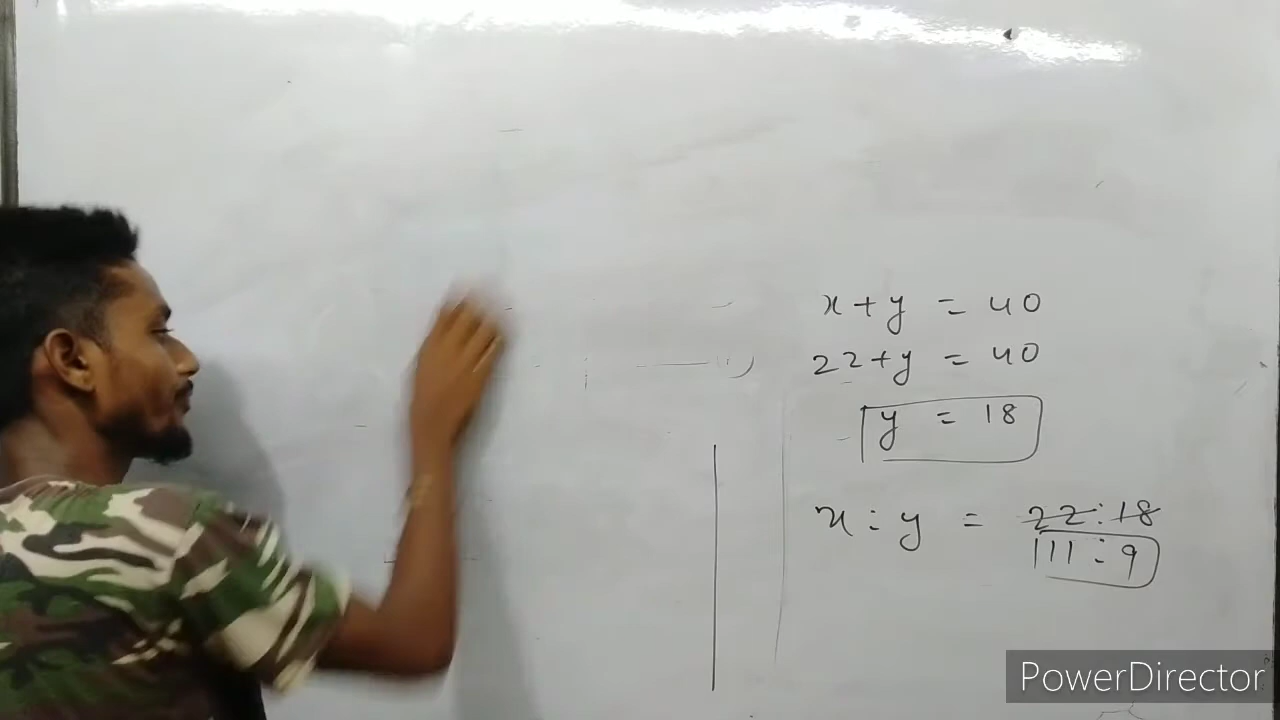 x + y = 40
22 + y = 40
y = 18
x : y = 22 : 18
11 : 9
PowerDirector